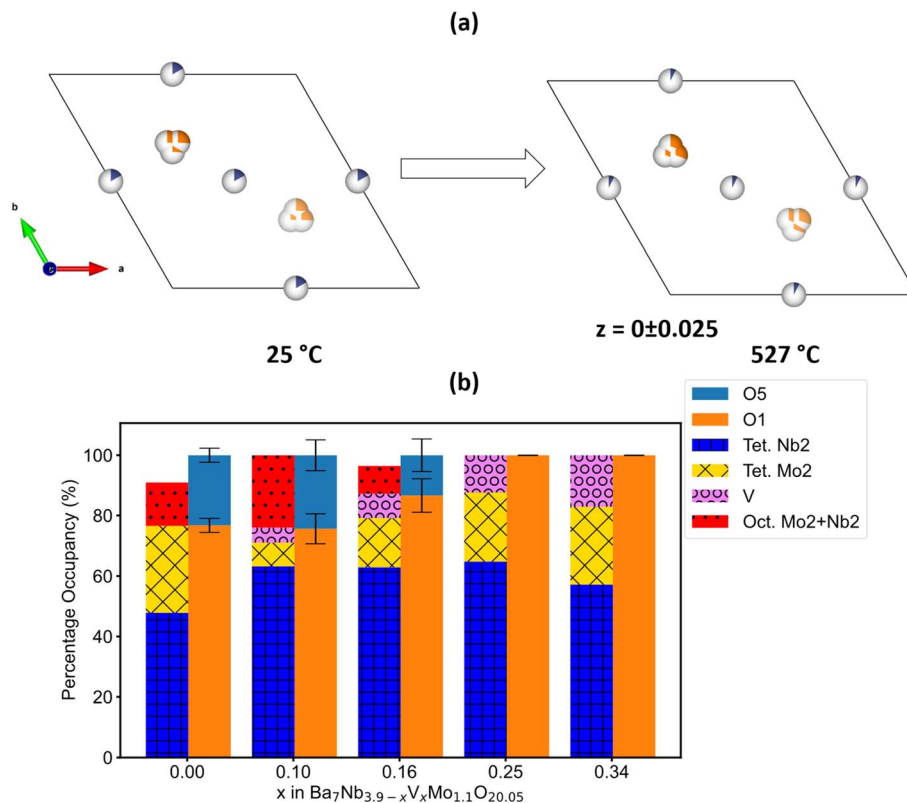 (a)
b
a
25 °C
z = 0±0.025
527 °C
(b)
O5
O1
Tet. Nb2
Tet. Mo2
V
Oct. Mo2+Nb2
Percentage Occupancy (%)
100
80
60
40
20
0
0.00 0.10 0.16 0.25 0.34
x in Ba₇Nb₃.₉₋ₓVₓMo₁.₁O₂₀.₀₅